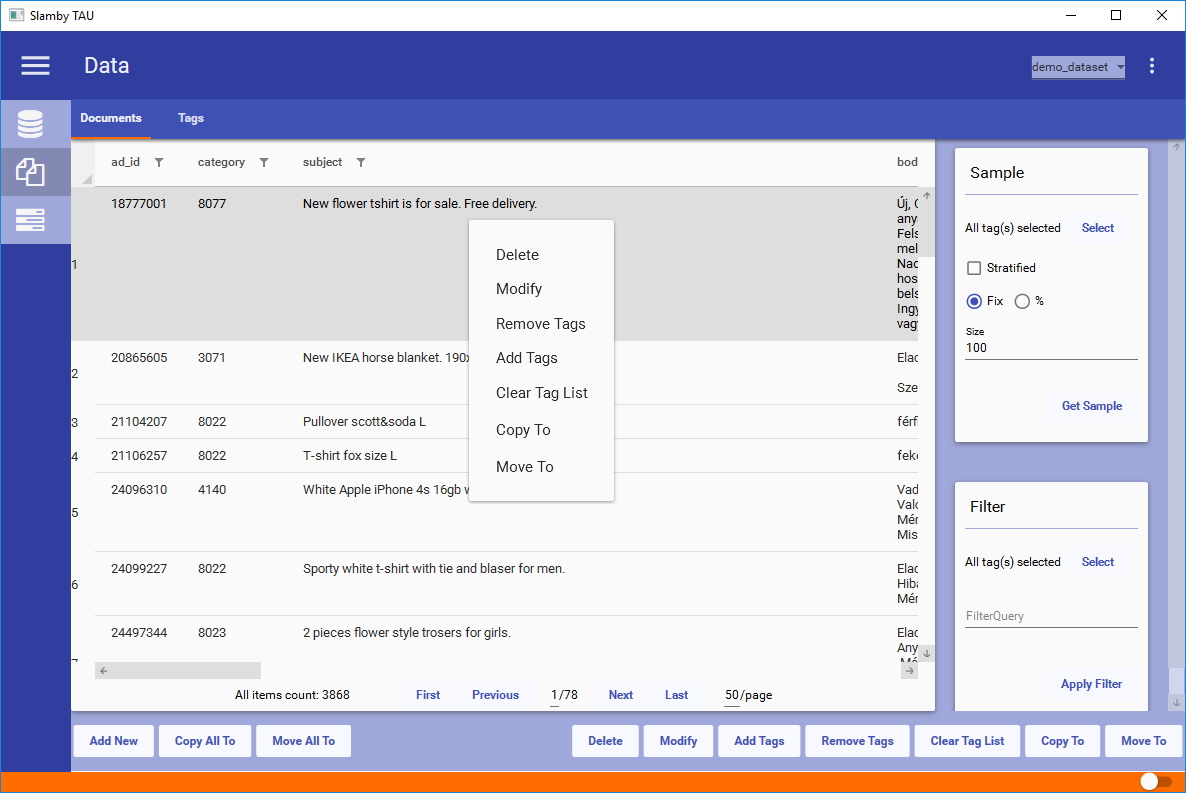 Slamby TAU
Data
demo_dataset
Documents
Tags
ad_id
category
subject
bod
1
18777001
8077
New flower tshirt is for sale. Free delivery.
Új, C
any
Fels
mel
Nac
hos
bels
Ingy
vagy
2
20865605
3071
New IKEA horse blanket. 190x
Elac
Sze
3
21104207
8022
Pullover scott&soda L
férf
4
21106257
8022
T-shirt fox size L
feke
5
24096310
4140
White Apple iPhone 4s 16gb w
Vad
Valc
Mér
Mis
6
24099227
8022
Sporty white t-shirt with tie and blaser for men.
Elac
Hiba
Mér
7
24497344
8023
2 pieces flower style trosers for girls.
Elac
Any
Mé
Delete
Modify
Remove Tags
Add Tags
Clear Tag List
Copy To
Move To
All items count: 3868
First
Previous
1/78
Next
Last
50/page
Sample
All tag(s) selected
Select
Stratified
Fix
%
Size
100
Get Sample
Filter
All tag(s) selected
Select
FilterQuery
Apply Filter
Add New
Copy All To
Move All To
Delete
Modify
Add Tags
Remove Tags
Clear Tag List
Copy To
Move To